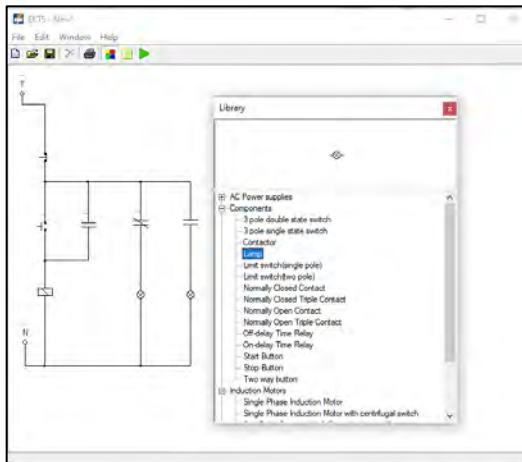 EKTS - New1
File Edit Window Help
T
N
Library
AC Power supplies
Components
3 pole double state switch
3 pole single state switch
Contactor
Lamp
Limit switch(single pole)
Limit switch(two pole)
Normally Closed Contact
Normally Closed Triple Contact
Normally Open Contact
Normally Open Triple Contact
Off-delay Time Relay
On-delay Time Relay
Start Button
Stop Button
Two way button
Induction Motors
Single Phase Induction Motor
Single Phase Induction Motor with centrifugal switch